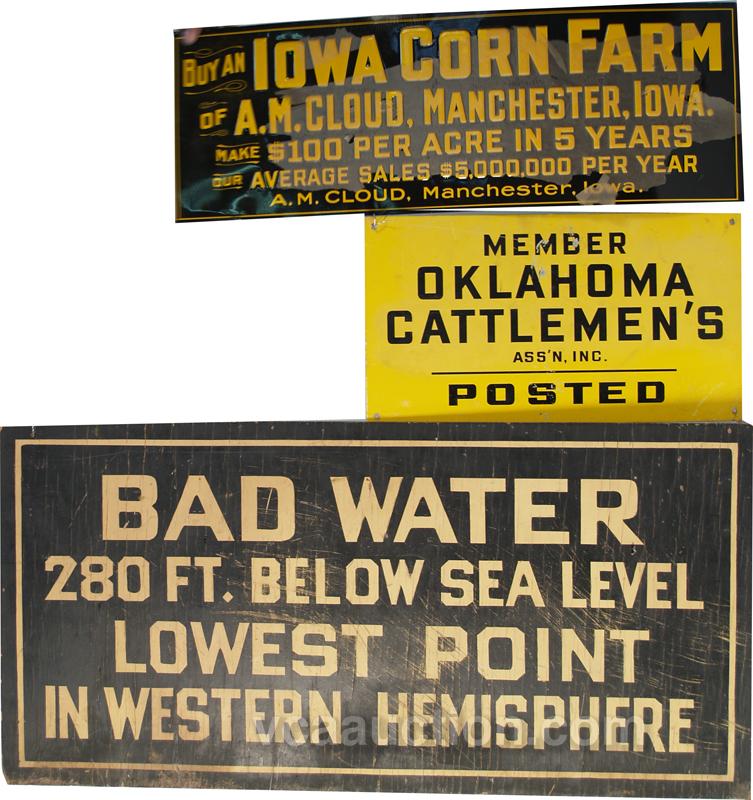 BUY AN IOWA CORN FARM
OF A.M. CLOUD, MANCHESTER, IOWA.
MAKE $100 PER ACRE IN 5 YEARS
OUR AVERAGE SALES $5,000,000 PER YEAR
A.M. CLOUD, Manchester, Iowa.
MEMBER
OKLAHOMA
CATTLEMEN'S
ASS'N, INC.
POSTED
BAD WATER
280 FT. BELOW SEA LEVEL
LOWEST POINT
IN WESTERN HEMISPHERE
vcaauction.com